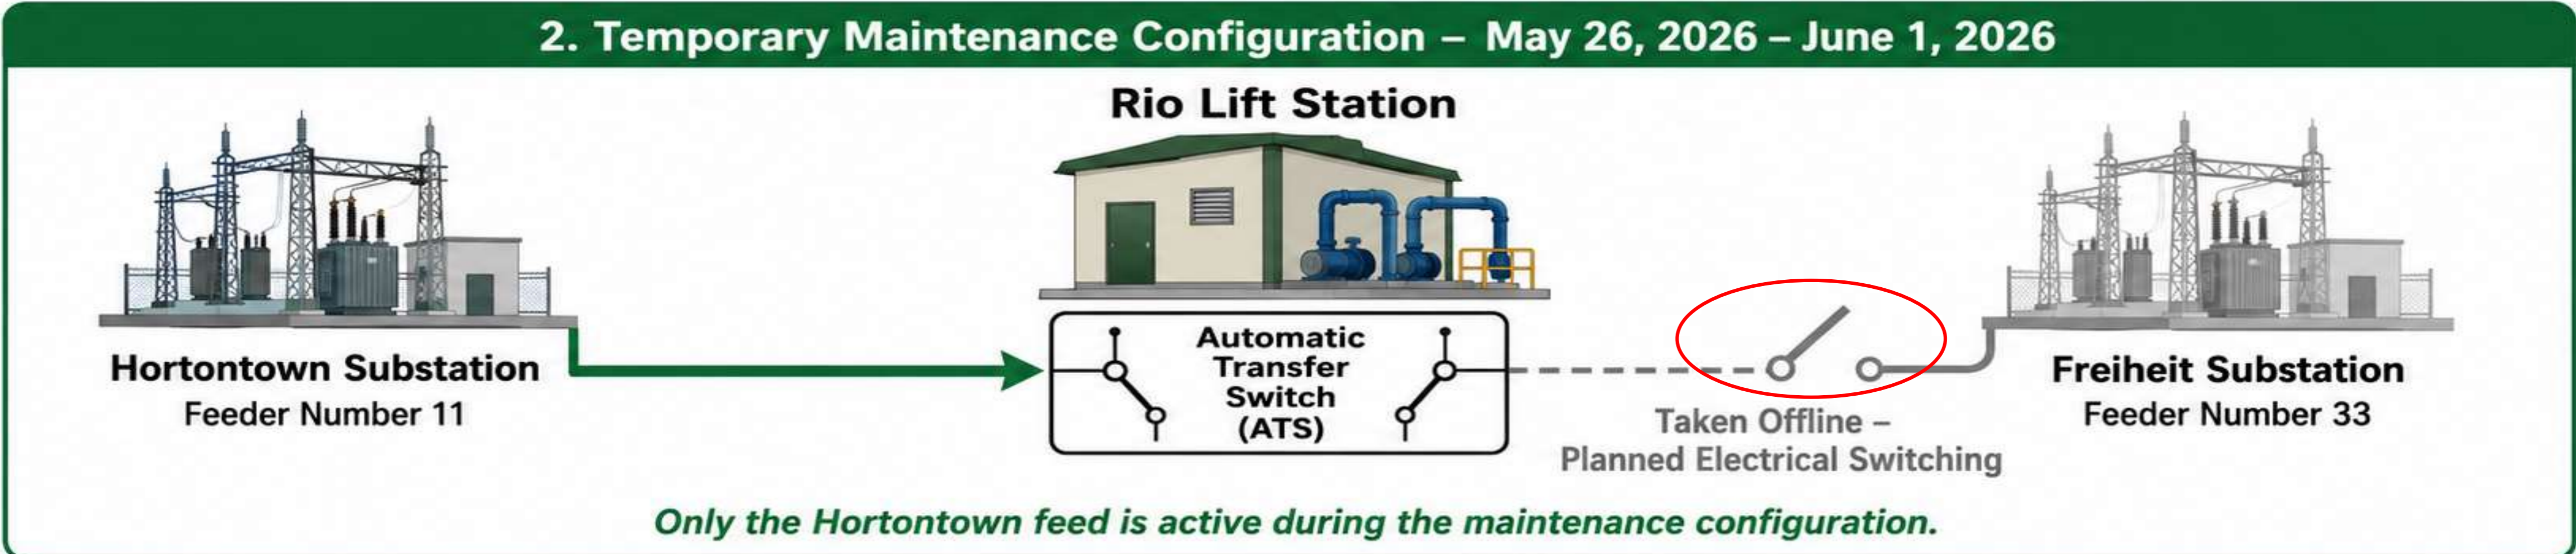 2. Temporary Maintenance Configuration – May 26, 2026 – June 1, 2026
Rio Lift Station
Hortontown Substation
Feeder Number 11
Automatic
Transfer
Switch
(ATS)
Taken Offline –
Planned Electrical Switching
Freiheit Substation
Feeder Number 33
Only the Hortontown feed is active during the maintenance configuration.